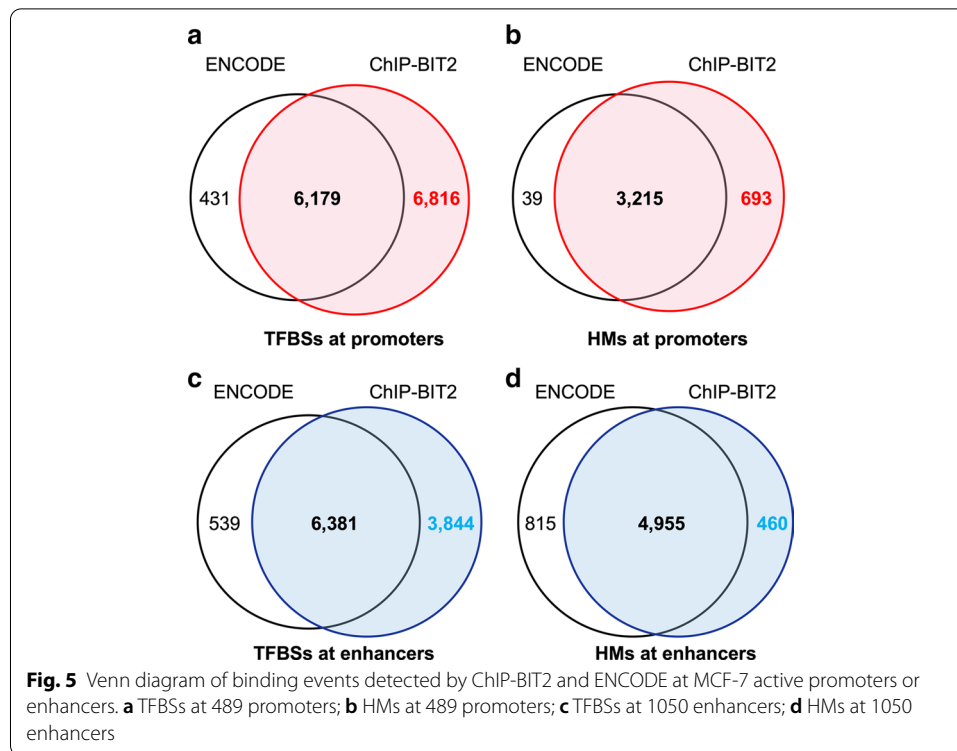 a
b
ENCODE ChIP-BIT2
ENCODE ChIP-BIT2
431 6,179 6,816
39 3,215 693
TFBSs at promoters
HMs at promoters
c
d
ENCODE ChIP-BIT2
ENCODE ChIP-BIT2
539 6,381 3,844
815 4,955 460
TFBSs at enhancers
HMs at enhancers
Fig. 5 Venn diagram of binding events detected by ChIP-BIT2 and ENCODE at MCF-7 active promoters or
enhancers. a TFBSs at 489 promoters; b HMs at 489 promoters; c TFBSs at 1050 enhancers; d HMs at 1050
enhancers